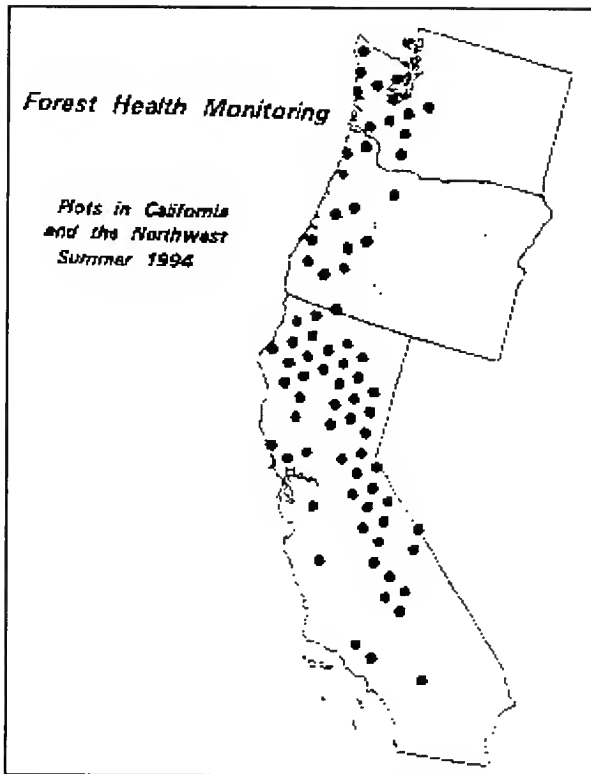 Forest Health Monitoring
Plots in California
and the Northwest
Summer 1994